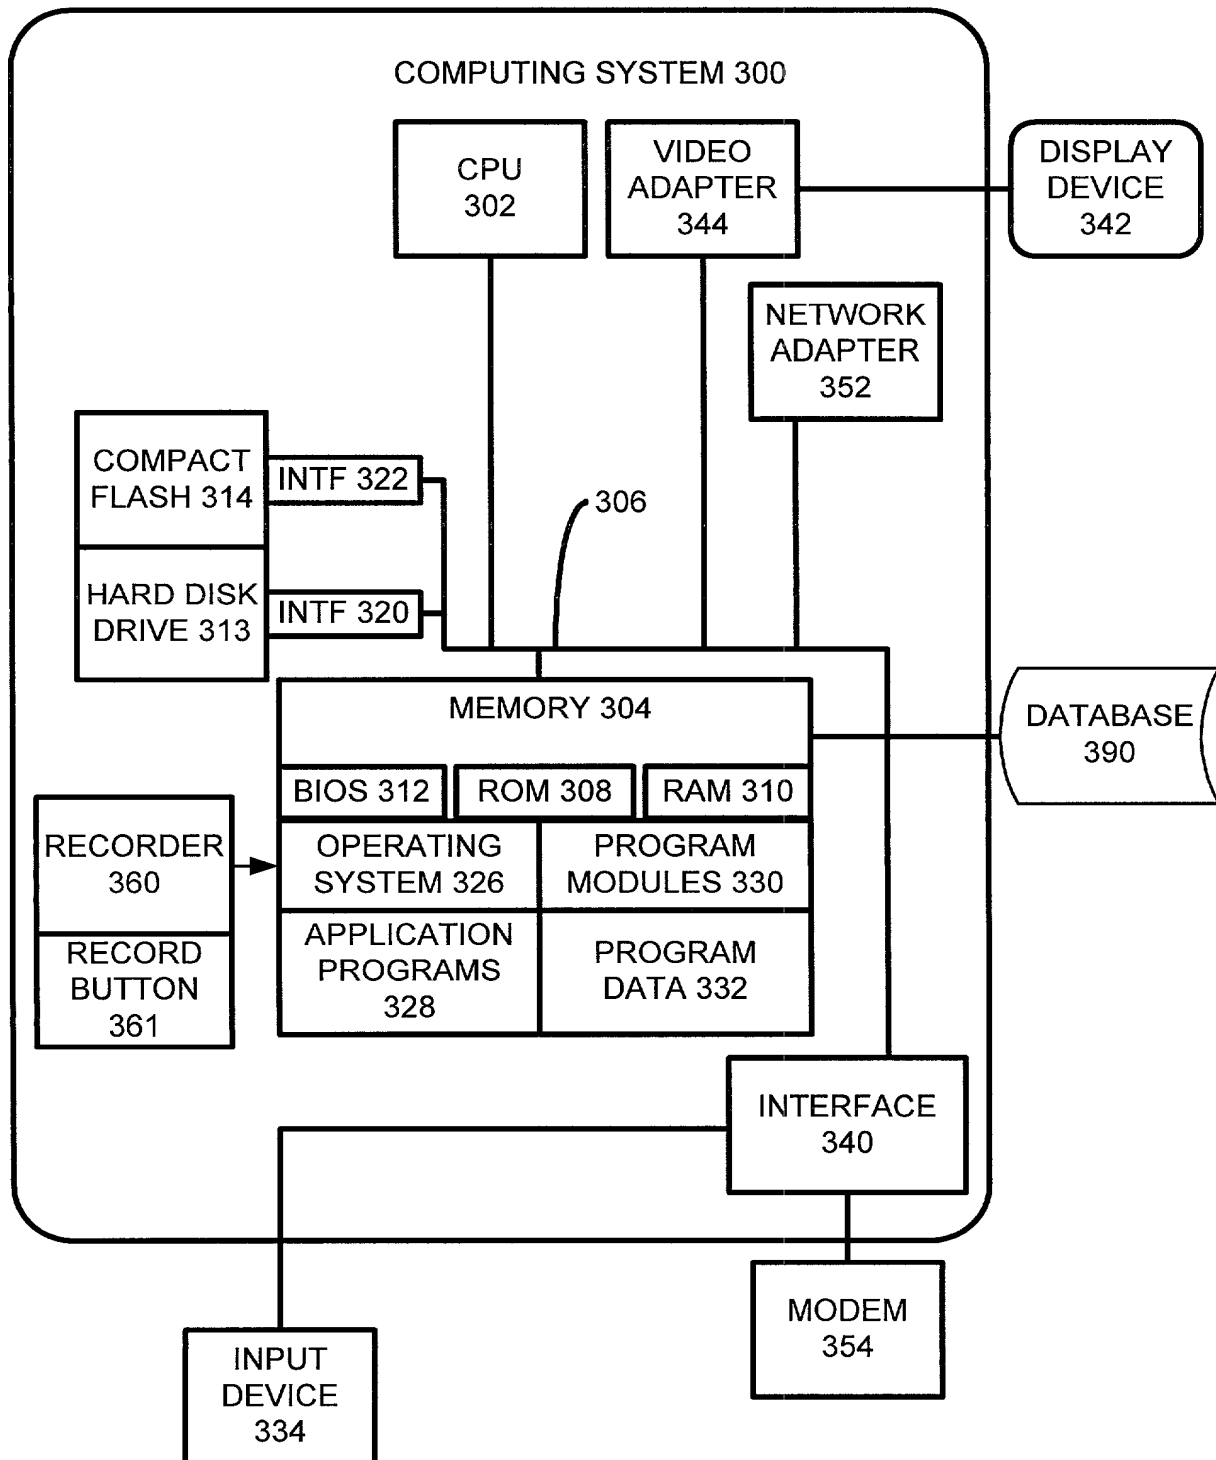 COMPUTING SYSTEM 300
CPU
302
VIDEO
ADAPTER
344
DISPLAY
DEVICE
342
NETWORK
ADAPTER
352
COMPACT
FLASH 314
INTF 322
306
HARD DISK
DRIVE 313
INTF 320
MEMORY 304
DATABASE
390
BIOS 312
ROM 308
RAM 310
RECORDER
360
OPERATING
SYSTEM 326
PROGRAM
MODULES 330
RECORD
BUTTON
361
APPLICATION
PROGRAMS
328
PROGRAM
DATA 332
INTERFACE
340
MODEM
354
INPUT
DEVICE
334